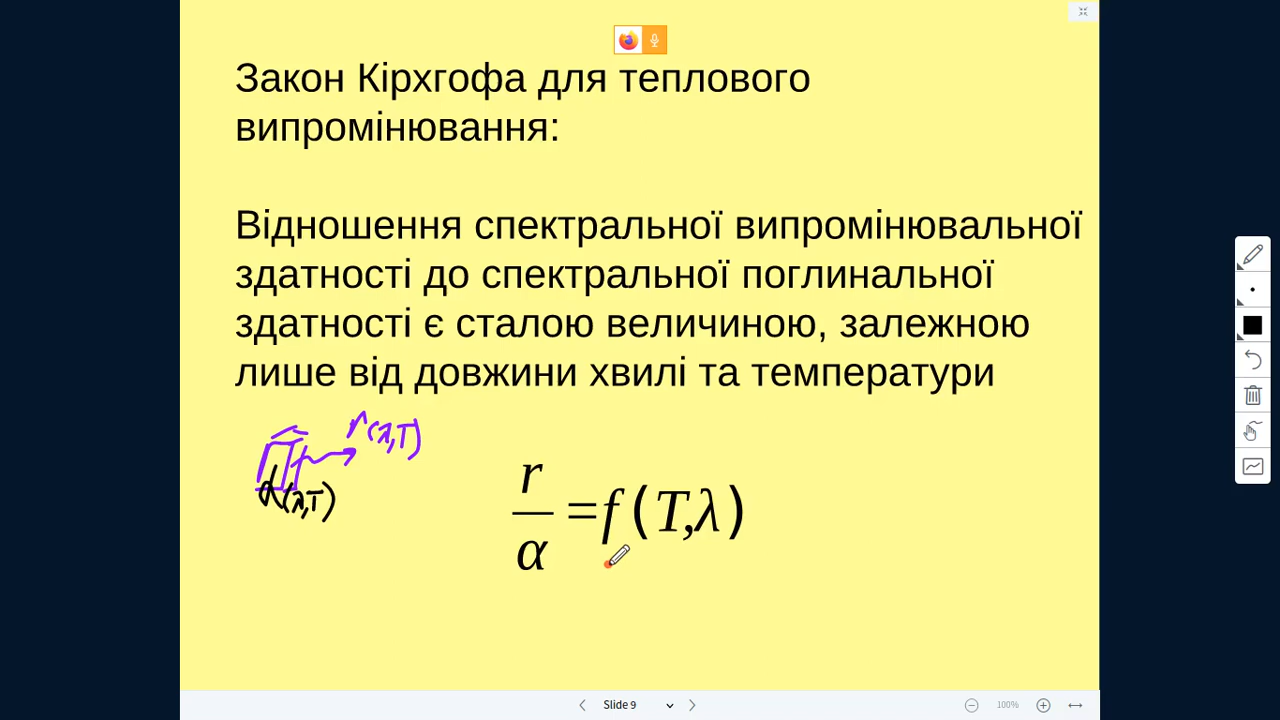 Закон Кірхгофа для теплового
випромінювання:
Відношення спектральної випромінювальної
здатності до спектральної поглинальної
здатності є сталою величиною, залежною
лише від довжини хвилі та температури
r(λ,T)
α(λ,T)
r
α
=f(T,λ)
Slide 9
100%